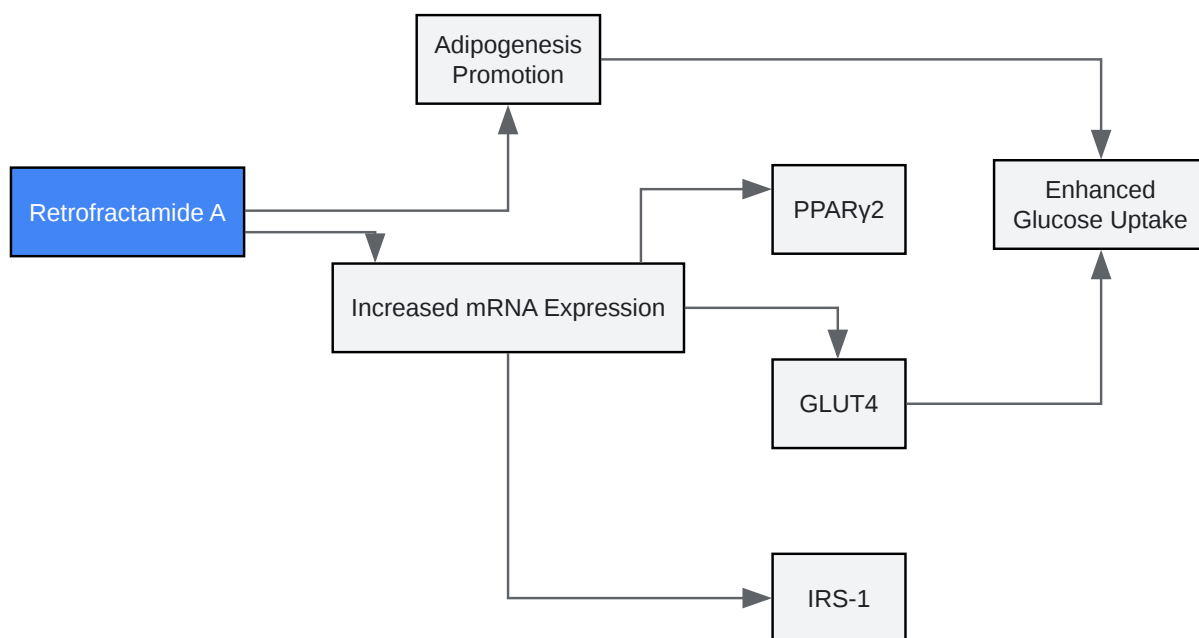 Adipogenesis
Promotion
Retrofractamide A
PPARγ2
Enhanced
Glucose Uptake
Increased mRNA Expression
GLUT4
IRS-1